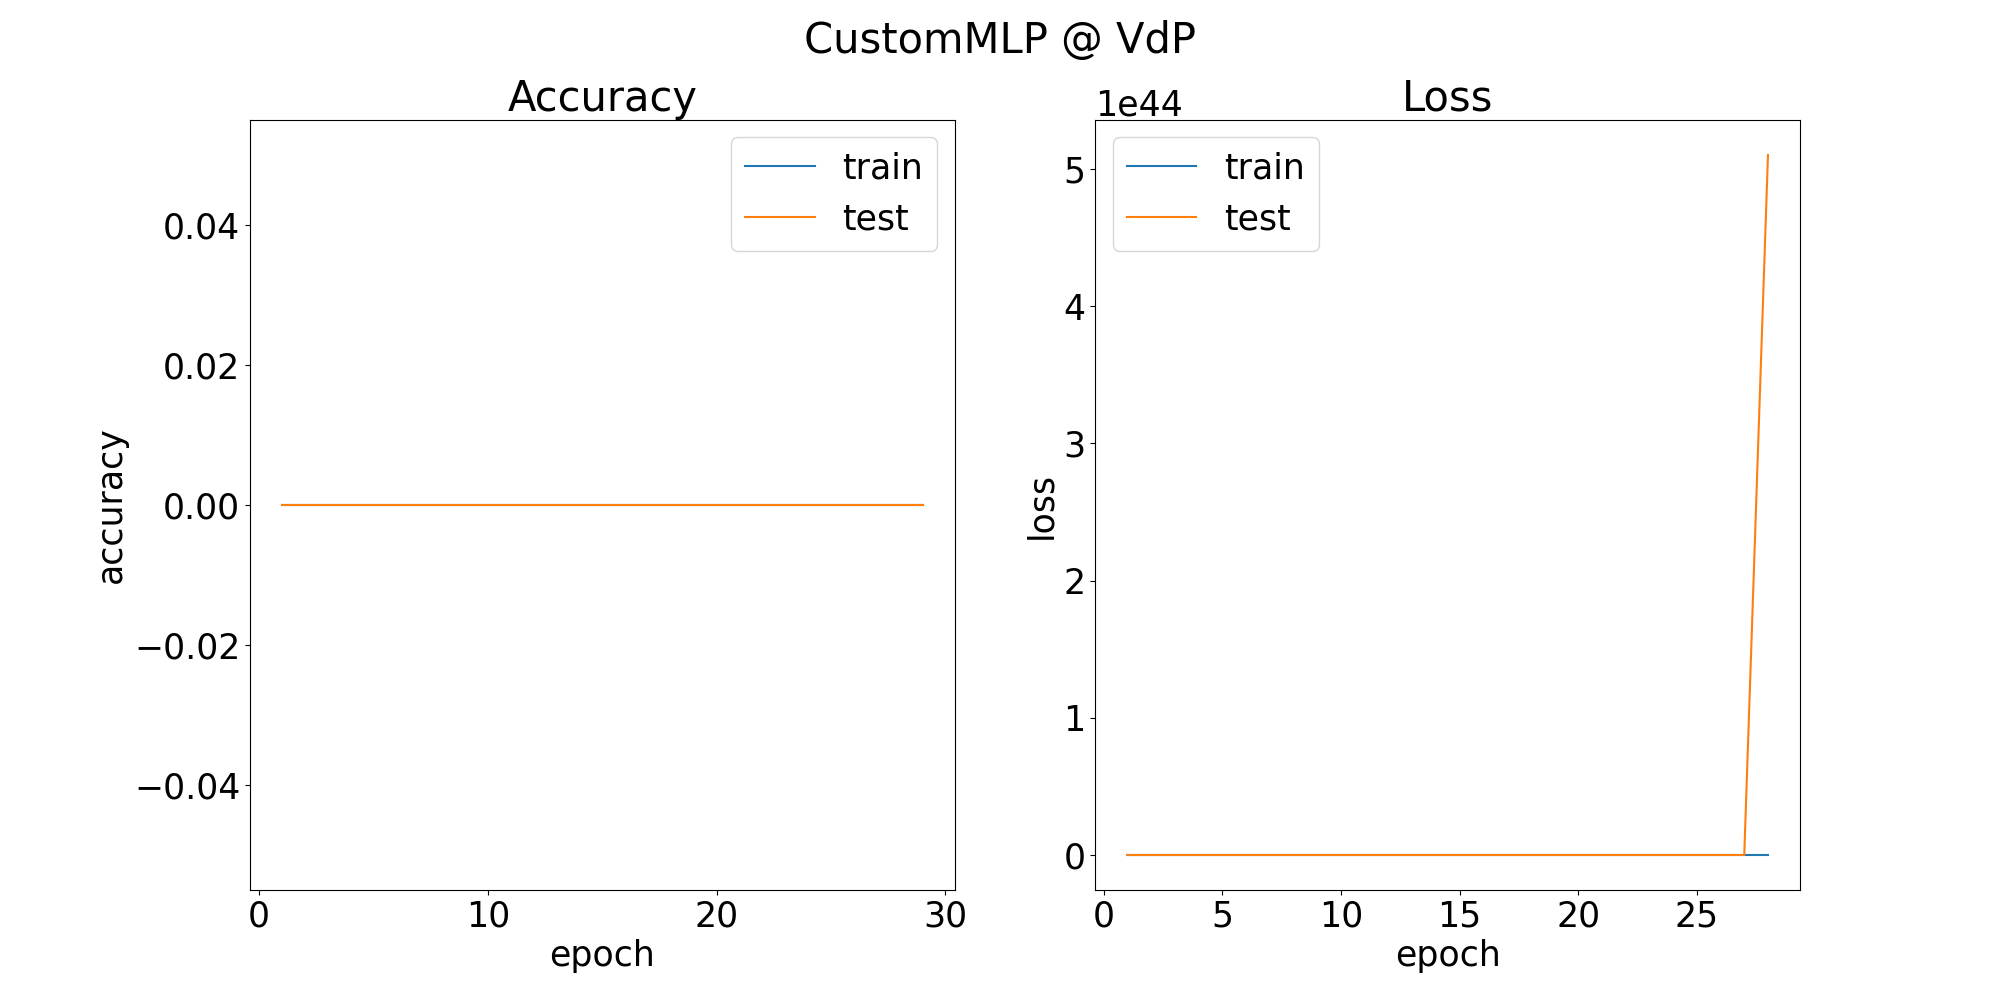 CustomMLP @ VdP
Accuracy
train
test
0.04
0.02
0.00
−0.02
−0.04
accuracy
0 10 20 30
epoch
Loss
1e44
train
test
5
4
3
2
1
0
loss
0 5 10 15 20 25
epoch